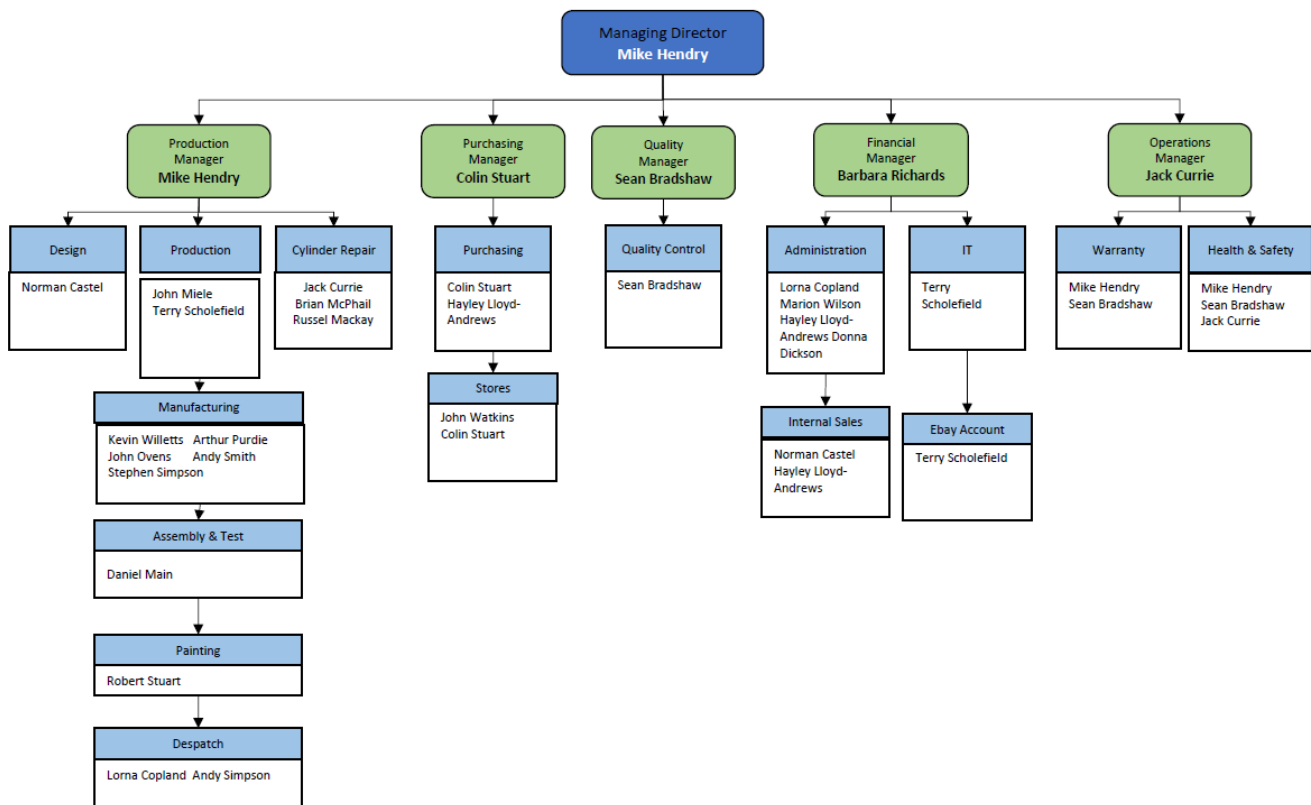 Managing Director
Mike Hendry
Production
Manager
Mike Hendry
Purchasing
Manager
Colin Stuart
Quality
Manager
Sean Bradshaw
Financial
Manager
Barbara Richards
Operations
Manager
Jack Currie
Design
Norman Castel
Production
John Miele
Terry Scholefield
Cylinder Repair
Jack Currie
Brian McPhail
Russel Mackay
Manufacturing
Kevin Willetts Arthur Purdie
John Ovens Andy Smith
Stephen Simpson
Assembly & Test
Daniel Main
Painting
Robert Stuart
Despatch
Lorna Copland Andy Simpson
Purchasing
Colin Stuart
Hayley Lloyd-
Andrews
Stores
John Watkins
Colin Stuart
Quality Control
Sean Bradshaw
Administration
Lorna Copland
Marion Wilson
Hayley Lloyd-
Andrews Donna
Dickson
Internal Sales
Norman Castel
Hayley Lloyd-
Andrews
IT
Terry
Scholefield
Ebay Account
Terry Scholefield
Warranty
Mike Hendry
Sean Bradshaw
Health & Safety
Mike Hendry
Sean Bradshaw
Jack Currie